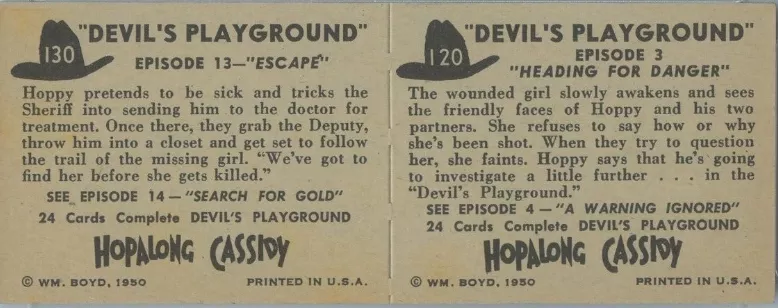 130
"DEVIL'S PLAYGROUND"
EPISODE 13—"ESCAPE"
Hoppy pretends to be sick and tricks the
Sheriff into sending him to the doctor for
treatment. Once there, they grab the Deputy,
throw him into a closet and get set to follow
the trail of the missing girl. "We've got to
find her before she gets killed."
SEE EPISODE 14—"SEARCH FOR GOLD"
24 Cards Complete DEVIL'S PLAYGROUND
HOPALONG CASSIDY
© WM. BOYD, 1950 PRINTED IN U.S.A.
120
"DEVIL'S PLAYGROUND"
EPISODE 3
"HEADING FOR DANGER"
The wounded girl slowly awakens and sees
the friendly faces of Hoppy and his two
partners. She refuses to say how or why
she's been shot. When they try to question
her, she faints. Hoppy says that he's going
to investigate a little further . . . in the
"Devil's Playground."
SEE EPISODE 4—"A WARNING IGNORED"
24 Cards Complete DEVIL'S PLAYGROUND
HOPALONG CASSIDY
© WM. BOYD, 1950 PRINTED IN U.S.A.